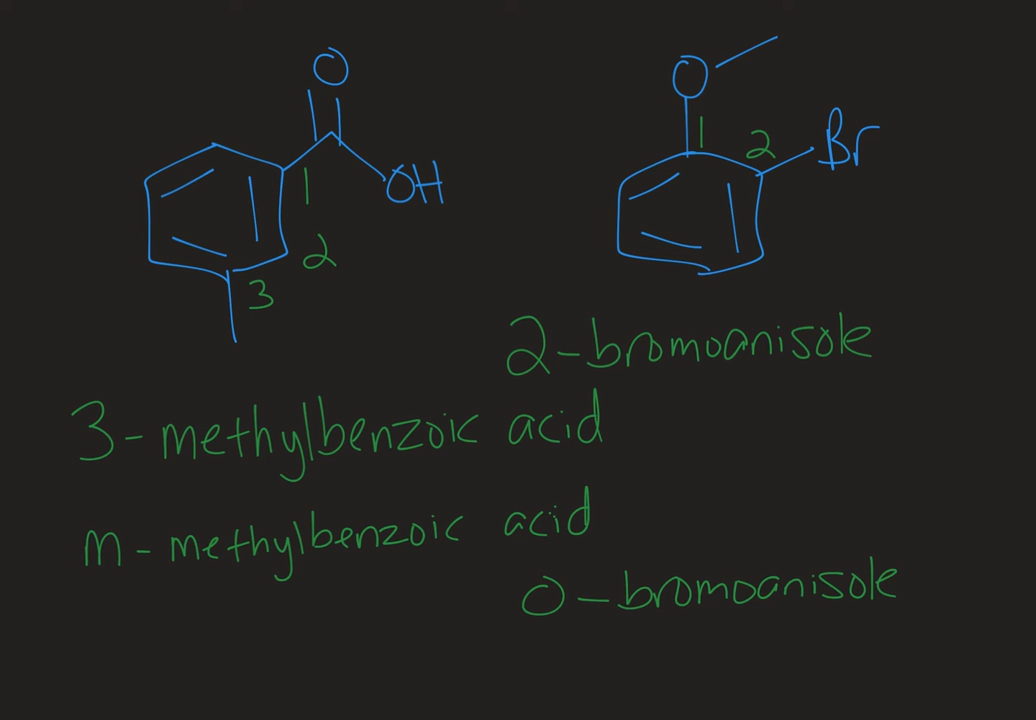 O
O
1
2
Br
1
OH
2
3
2-bromoanisole
3-methylbenzoic acid
m-methylbenzoic acid
o-bromoanisole